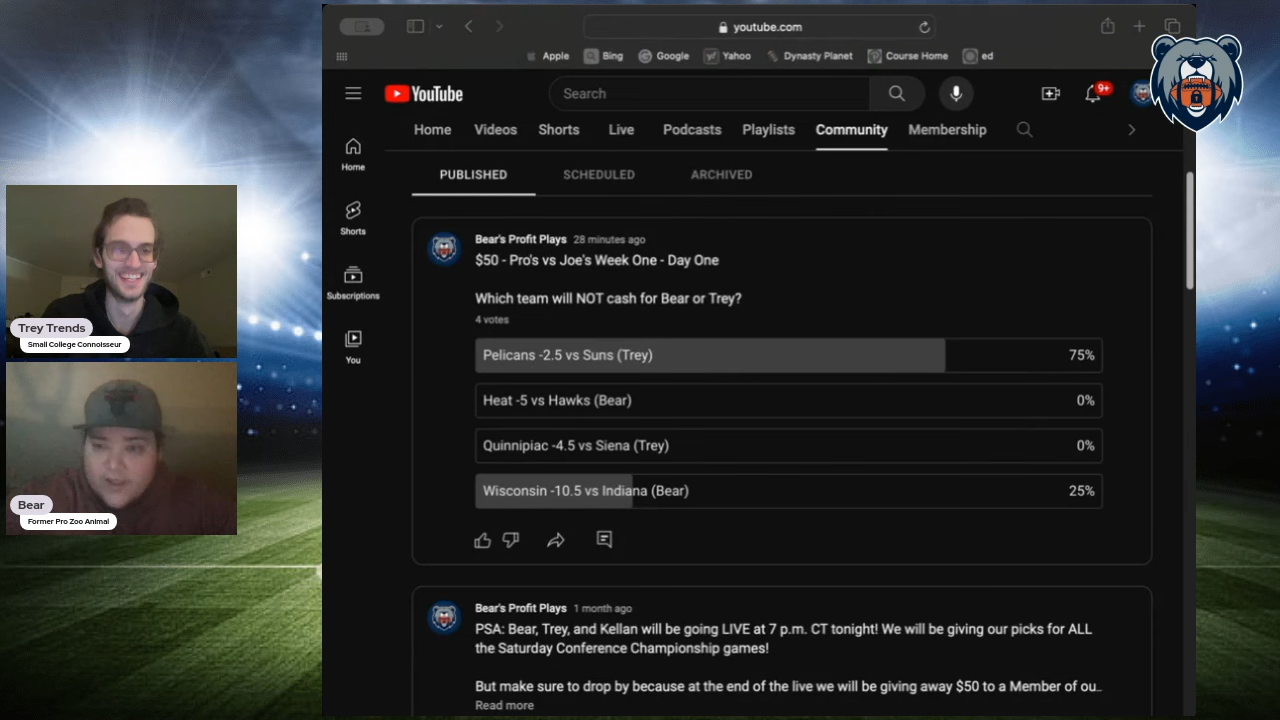 youtube.com
Apple
Bing
Google
Yahoo
Dynasty Planet
Course Home
ed
YouTube
Search
9+
Home
Videos
Shorts
Live
Podcasts
Playlists
Community
Membership
Home
Shorts
Subscriptions
You
PUBLISHED
SCHEDULED
ARCHIVED
Bear's Profit Plays 28 minutes ago
$50 - Pro's vs Joe's Week One - Day One
Which team will NOT cash for Bear or Trey?
4 votes
Pelicans -2.5 vs Suns (Trey) 75%
Heat -5 vs Hawks (Bear) 0%
Quinnipiac -4.5 vs Siena (Trey) 0%
Wisconsin -10.5 vs Indiana (Bear) 25%
Bear's Profit Plays 1 month ago
PSA: Bear, Trey, and Kellan will be going LIVE at 7 p.m. CT tonight! We will be giving our picks for ALL
the Saturday Conference Championship games!
But make sure to drop by because at the end of the live we will be giving away $50 to a Member of ou...
Read more
Trey Trends
Small College Connoisseur
Bear
Former Pro Zoo Animal